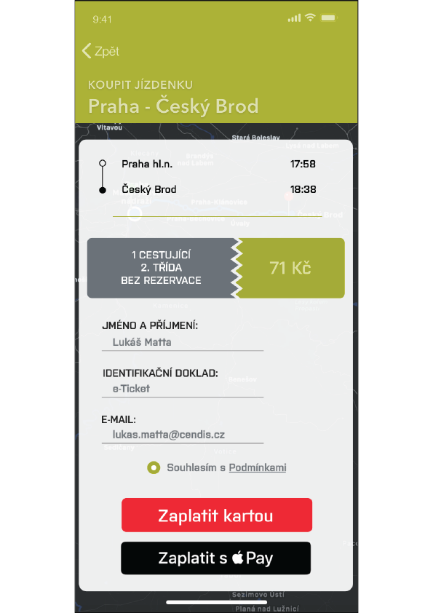 9:41
Zpět
KOUPIT JÍZDENKU
Praha - Český Brod
Vltavou
Stará Boleslav
Praha hl.n. 17:58
Český Brod 18:38
1 CESTUJÍCÍ
2. TŘÍDA
BEZ REZERVACE
71 Kč
JMÉNO A PŘÍJMENÍ:
Lukáš Matta
IDENTIFIKAČNÍ DOKLAD:
e-Ticket
E-MAIL:
lukas.matta@cendis.cz
Souhlasím s Podmínkami
Zaplatit kartou
Zaplatit s Pay
Sezimovo Ústí
Planá nad Lužnicí